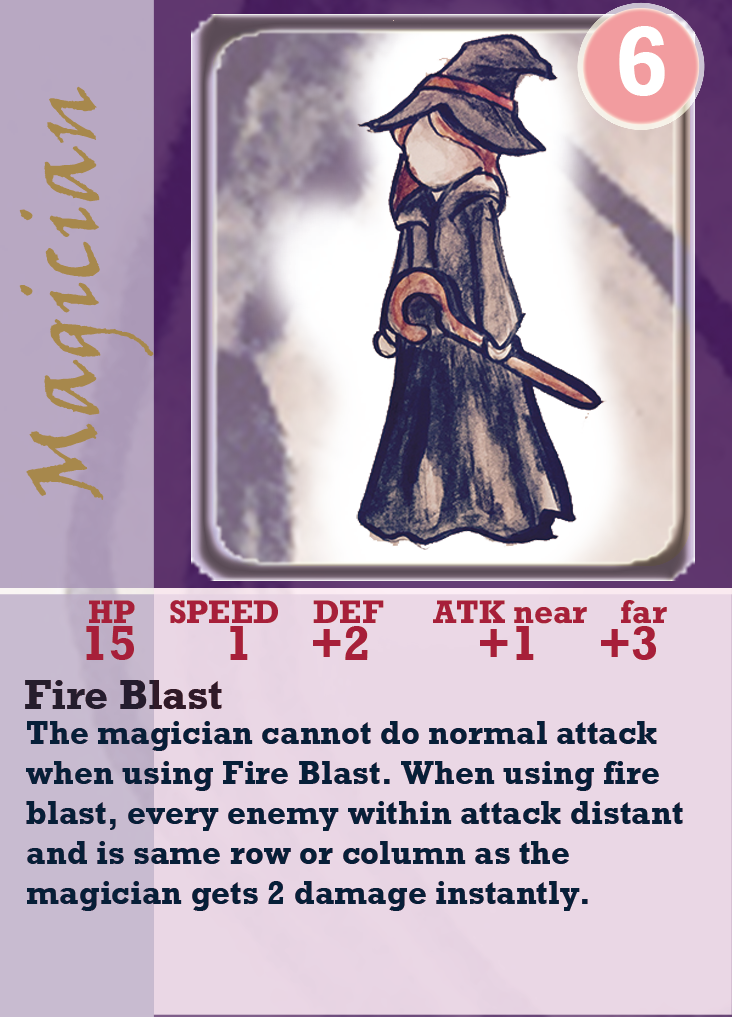 6
Magician
HP SPEED DEF ATK near far
15 1 +2 +1 +3
Fire Blast
The magician cannot do normal attack
when using Fire Blast. When using fire
blast, every enemy within attack distant
and is same row or column as the
magician gets 2 damage instantly.